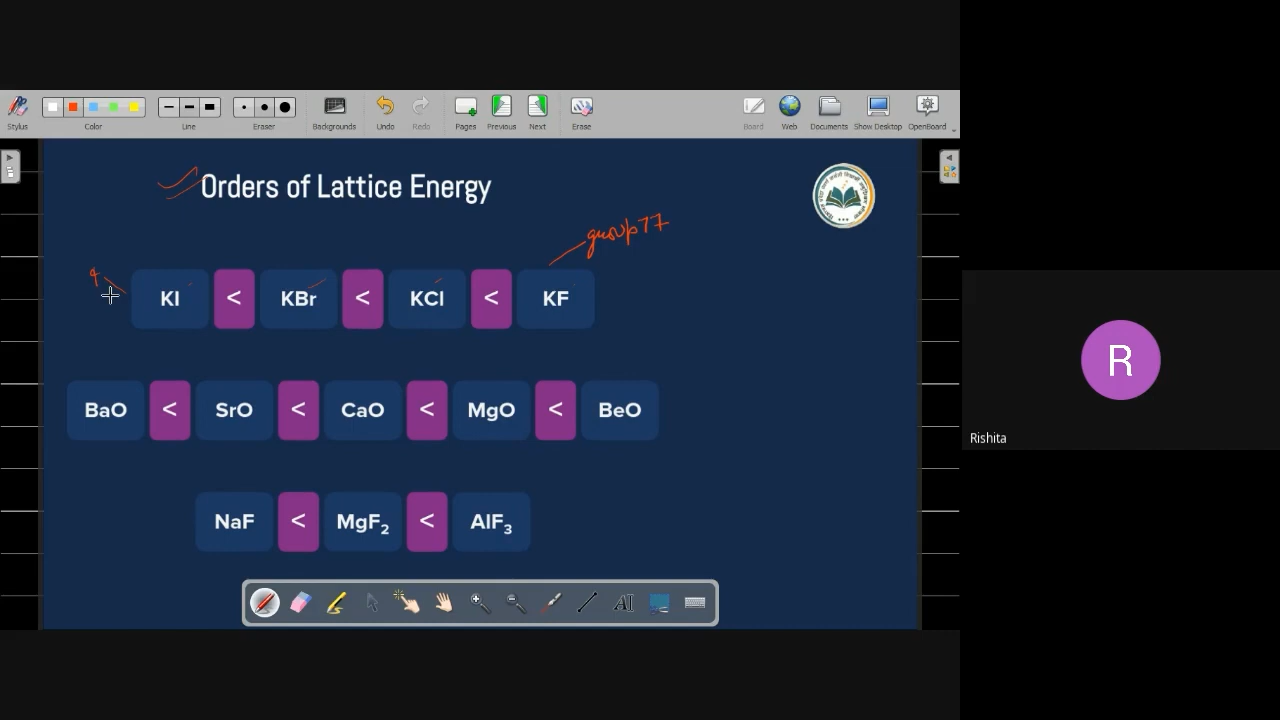 Stylus
Color
Line
Eraser
Backgrounds
Undo
Redo
Pages
Previous
Next
Erase
Board
Web
Documents
Show Desktop
OpenBoard
Orders of Lattice Energy
group 17
KI < KBr < KCl < KF
BaO < SrO < CaO < MgO < BeO
NaF < MgF₂ < AlF₃
AI
R
Rishita